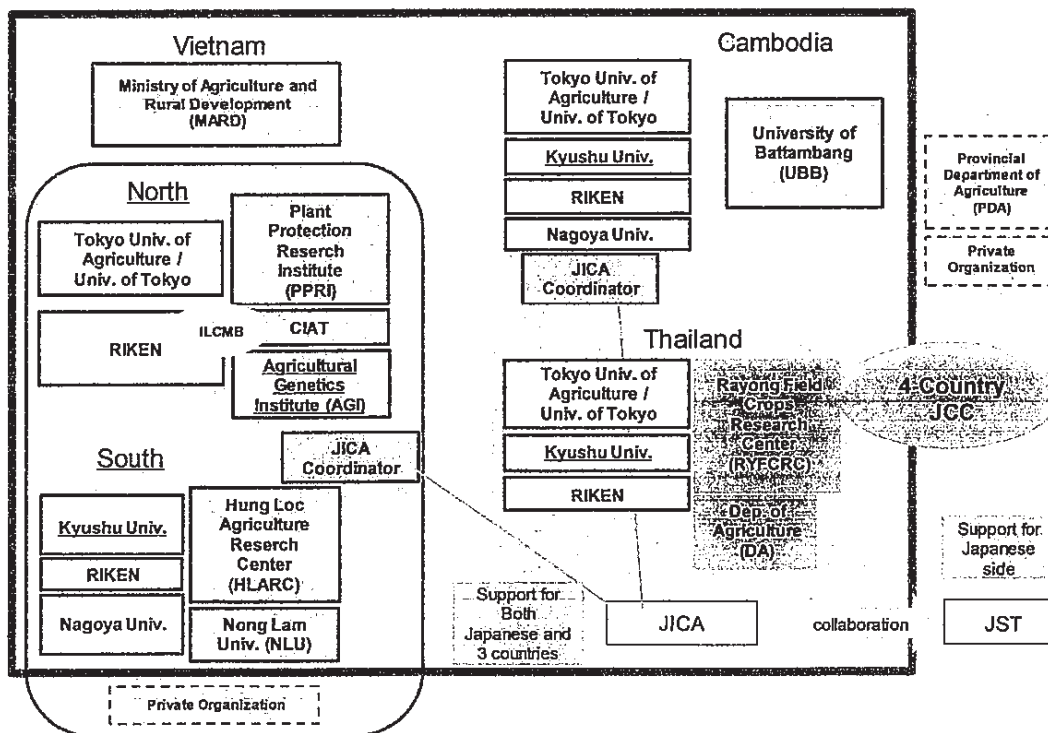 Vietnam
Ministry of Agriculture and
Rural Development
(MARD)
North
Tokyo Univ. of
Agriculture /
Univ. of Tokyo
Plant
Protection
Reserch
Institute
(PPRI)
RIKEN
ILCMB
CIAT
Agricultural
Genetics
Institute (AGI)
South
JICA
Coordinator
Kyushu Univ.
RIKEN
Nagoya Univ.
Hung Loc
Agriculture
Reserch
Center
(HLARC)
Nong Lam
Univ. (NLU)
Private Organization
Cambodia
Tokyo Univ. of
Agriculture /
Univ. of Tokyo
Kyushu Univ.
RIKEN
Nagoya Univ.
JICA
Coordinator
University of
Battambang
(UBB)
Provincial
Department of
Agriculture
(PDA)
Private
Organization
Thailand
Tokyo Univ. of
Agriculture /
Univ. of Tokyo
Kyushu Univ.
RIKEN
Rayong Field
Crops
Research
Center
(RYFCRC)
Dep. of
Agriculture
(DA)
4-Country
JCC
Support for
Both
Japanese and
3 countries
JICA
collaboration
Support for
Japanese
side
JST